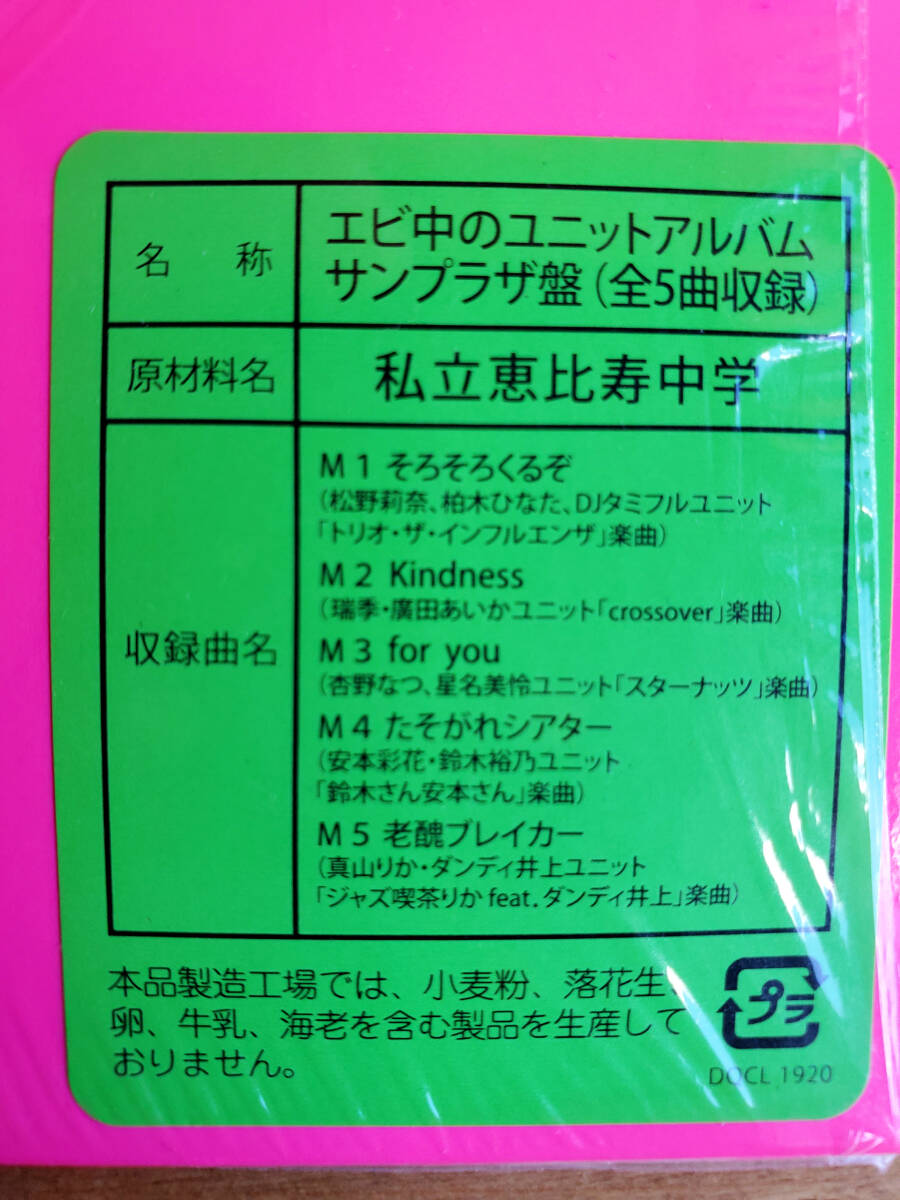 名 称
エビ中のユニットアルバム
サンプラザ盤(全5曲収録)
原材料名
私立恵比寿中学
収録曲名
M1 そろそろくるぞ
(松野莉奈、柏木ひなた、DJタミフルユニット
「トリオ・ザ・インフルエンザ」楽曲)
M2 Kindness
(瑞季・廣田あいかユニット「crossover」楽曲)
M3 for you
(杏野なつ、星名美怜ユニット「スターナッツ」楽曲)
M4 たそがれシアター
(安本彩花・鈴木裕乃ユニット
「鈴木さん安本さん」楽曲)
M5 老醜ブレイカー
(真山りか・ダンディ井上ユニット
「ジャズ喫茶りか feat.ダンディ井上」楽曲)
本品製造工場では、小麦粉、落花生、
卵、牛乳、海老を含む製品を生産して
おりません。
プラ
DQCL 1920